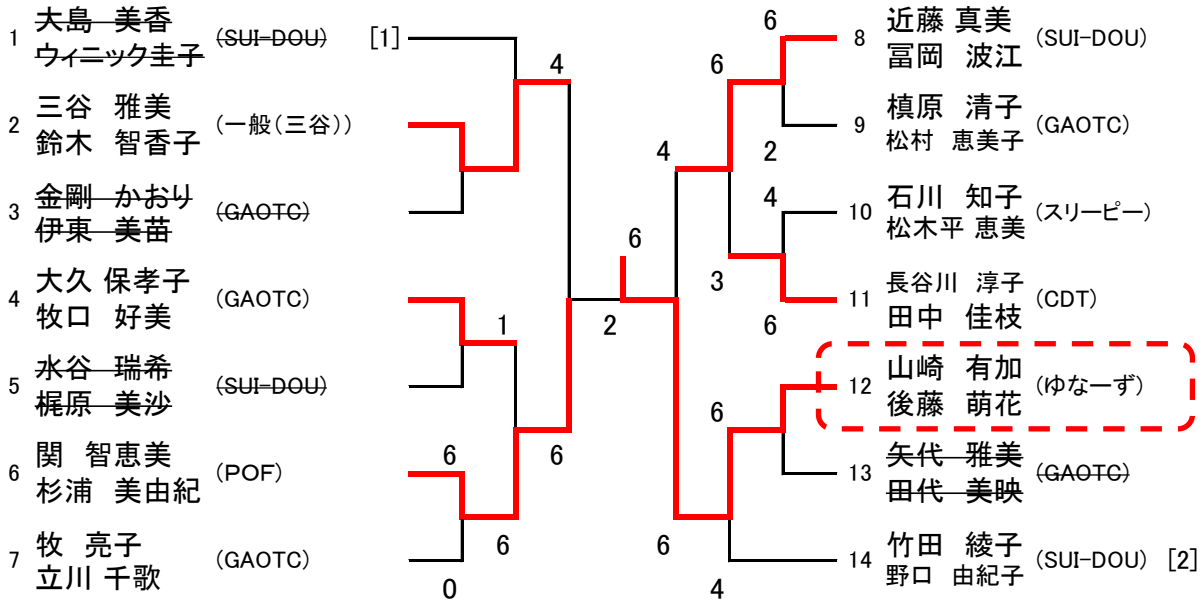 1 大島 美香 (SUI-DOU) [1]
ウィニック圭子
2 三谷 雅美 (一般(三谷))
鈴木 智香子
3 金剛 かおり (GAOTC)
伊東 美苗
4 大久 保孝子 (GAOTC)
牧口 好美
5 水谷 瑞希 (SUI-DOU)
梶原 美沙
6 関 智恵美 (POF)
杉浦 美由紀
7 牧 亮子 (GAOTC)
立川 千歌
4
1
6
6
6
0
2
6
4
6
6
2
4
3
6
6
6
4
8 近藤 真美 (SUI-DOU)
冨岡 波江
9 槙原 清子 (GAOTC)
松村 恵美子
10 石川 知子 (スリーピー)
松木平 恵美
11 長谷川 淳子 (CDT)
田中 佳枝
12 山崎 有加 (ゆなーず)
後藤 萌花
13 矢代 雅美 (GAOTC)
田代 美映
14 竹田 綾子 (SUI-DOU) [2]
野口 由紀子